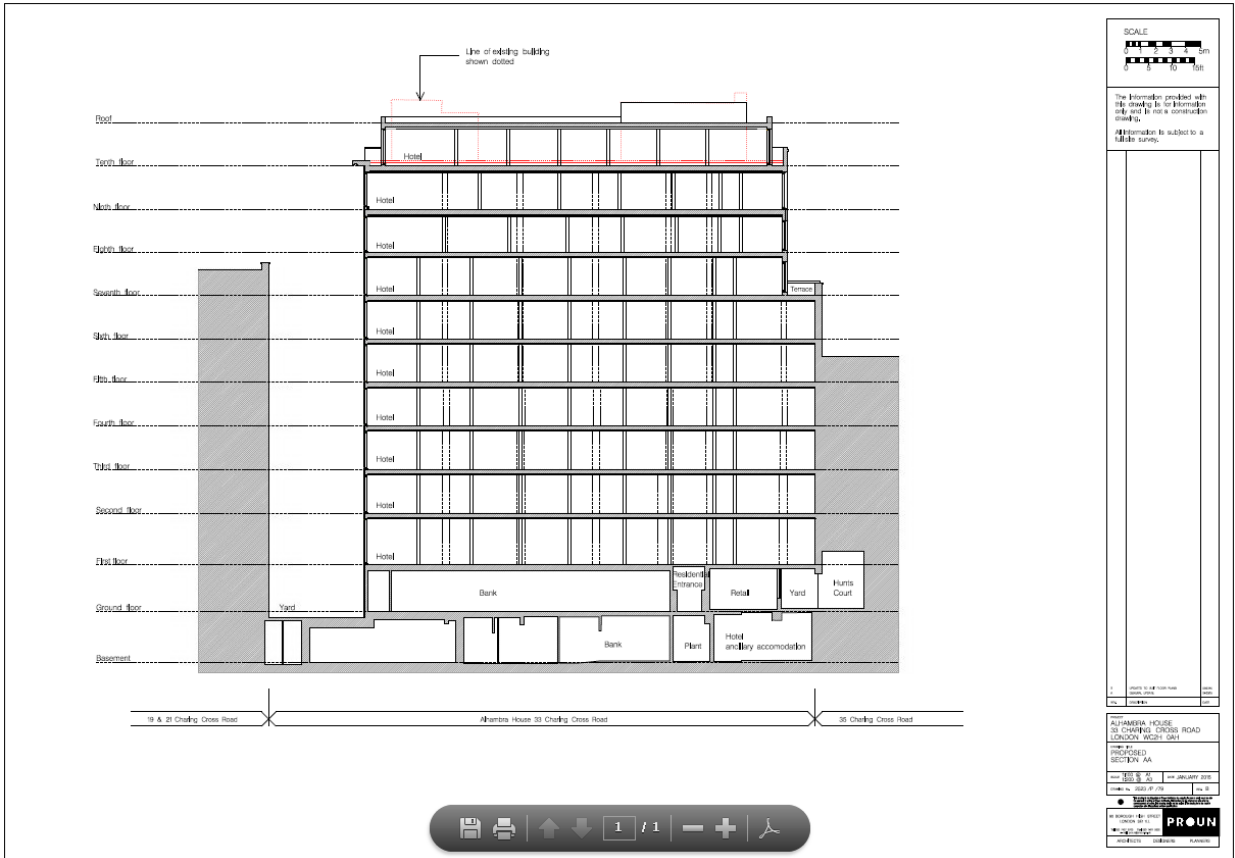 Line of existing building
shown dotted
Roof
Tenth floor
Hotel
Ninth floor
Hotel
Eighth floor
Hotel
Seventh floor
Hotel
Terrace
Sixth floor
Hotel
Fifth floor
Hotel
Fourth floor
Hotel
Third floor
Hotel
Second floor
Hotel
First floor
Hotel
Ground floor
Yard
Bank
Residential
Entrance
Retail
Yard
Hunts
Court
Basement
Bank
Plant
Hotel
ancillary accomodation
19 & 21 Charing Cross Road
Alhambra House 33 Charing Cross Road
35 Charing Cross Road
SCALE
0 1 2 3 4 5m
0 5 10 15ft
The information provided with
this drawing is for information
only and is not a construction
drawing.
All information is subject to a
full site survey.
ALHAMBRA HOUSE
33 CHARING CROSS ROAD
LONDON WC2H 0AH
PROPOSED
SECTION AA
JANUARY 2015
B
LONDON SE1
PROUN
ARCHITECTS DESIGNERS PLANNERS
1 / 1